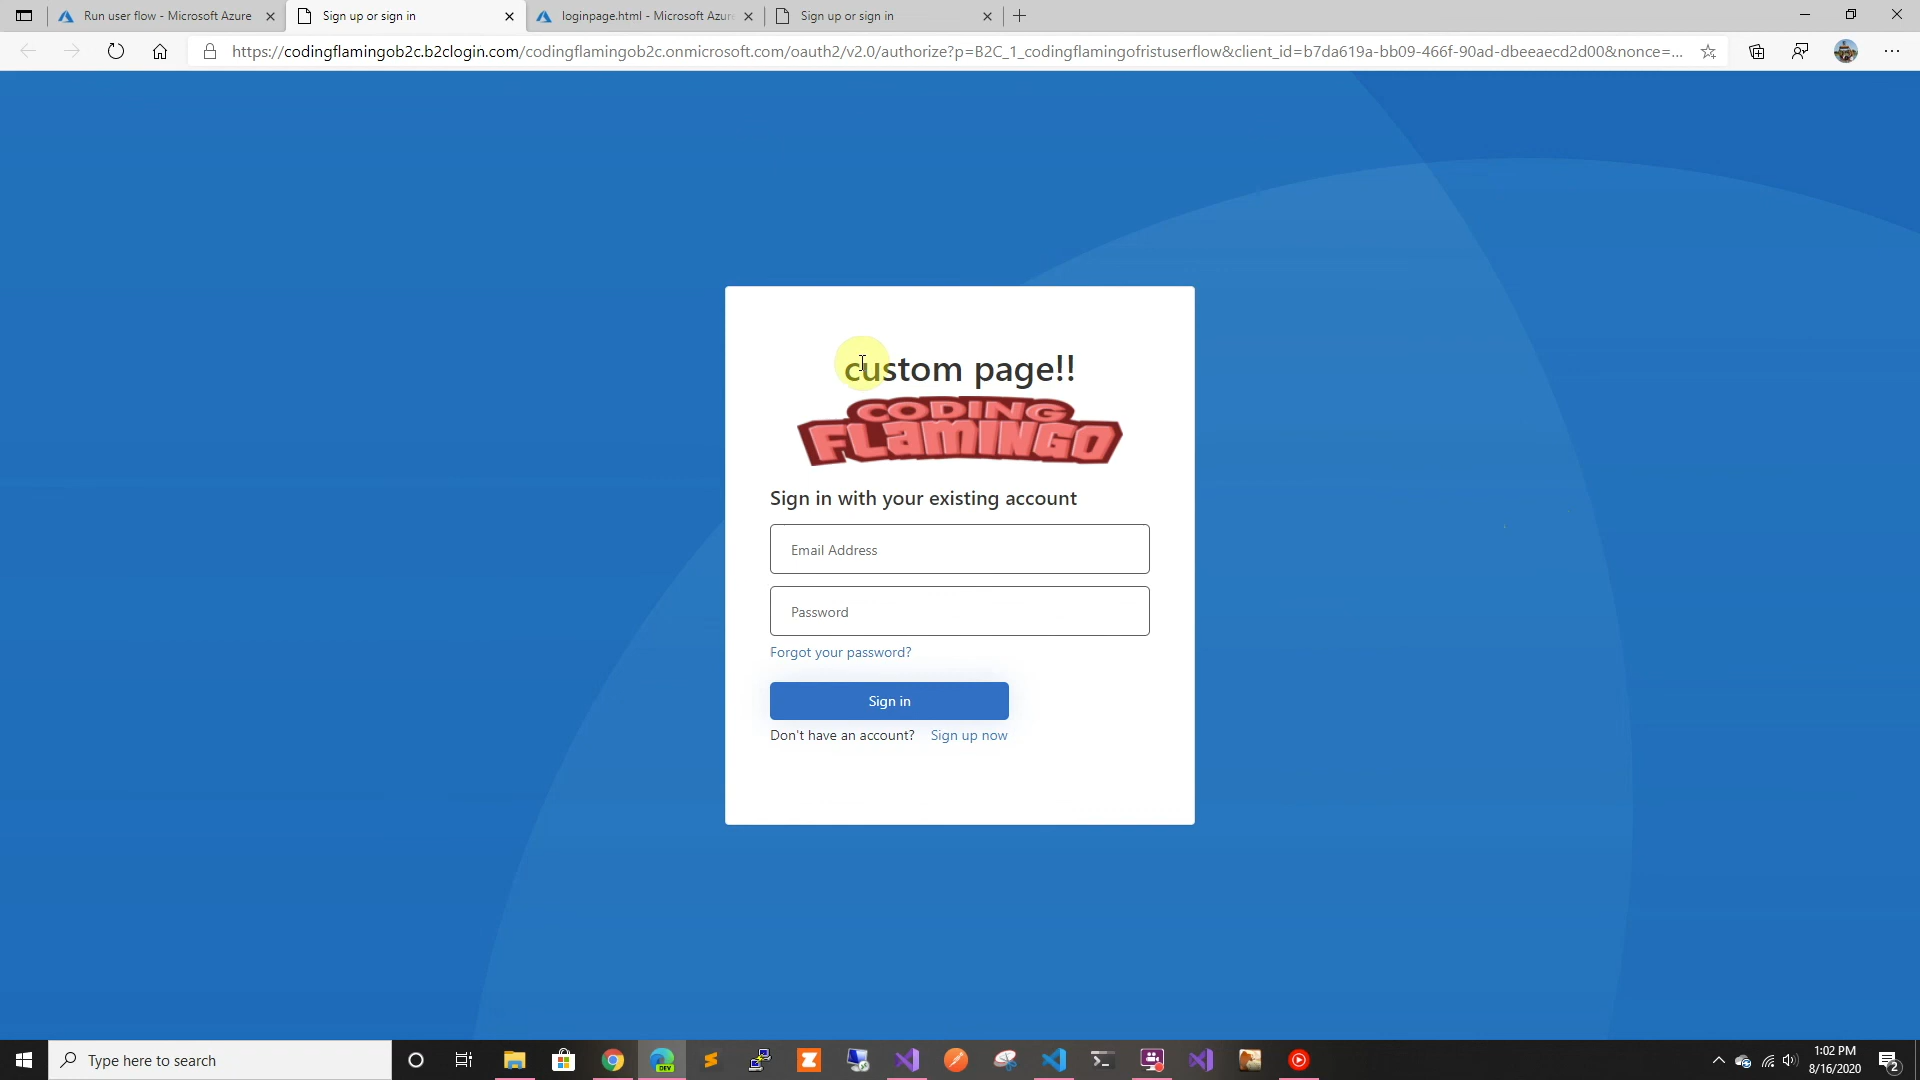 Run user flow - Microsoft Azure
Sign up or sign in
loginpage.html - Microsoft Azur
Sign up or sign in
https://codingflamingob2c.b2clogin.com/codingflamingob2c.onmicrosoft.com/oauth2/v2.0/authorize?p=B2C_1_codingflamingofristuserflow&client_id=b7da619a-bb09-466f-90ad-dbeeaecd2d00&nonce=...
custom page!!
CODING
FLAMINGO
Sign in with your existing account
Email Address
Password
Forgot your password?
Sign in
Don't have an account? Sign up now
Type here to search
DEV
1:02 PM
8/16/2020
2